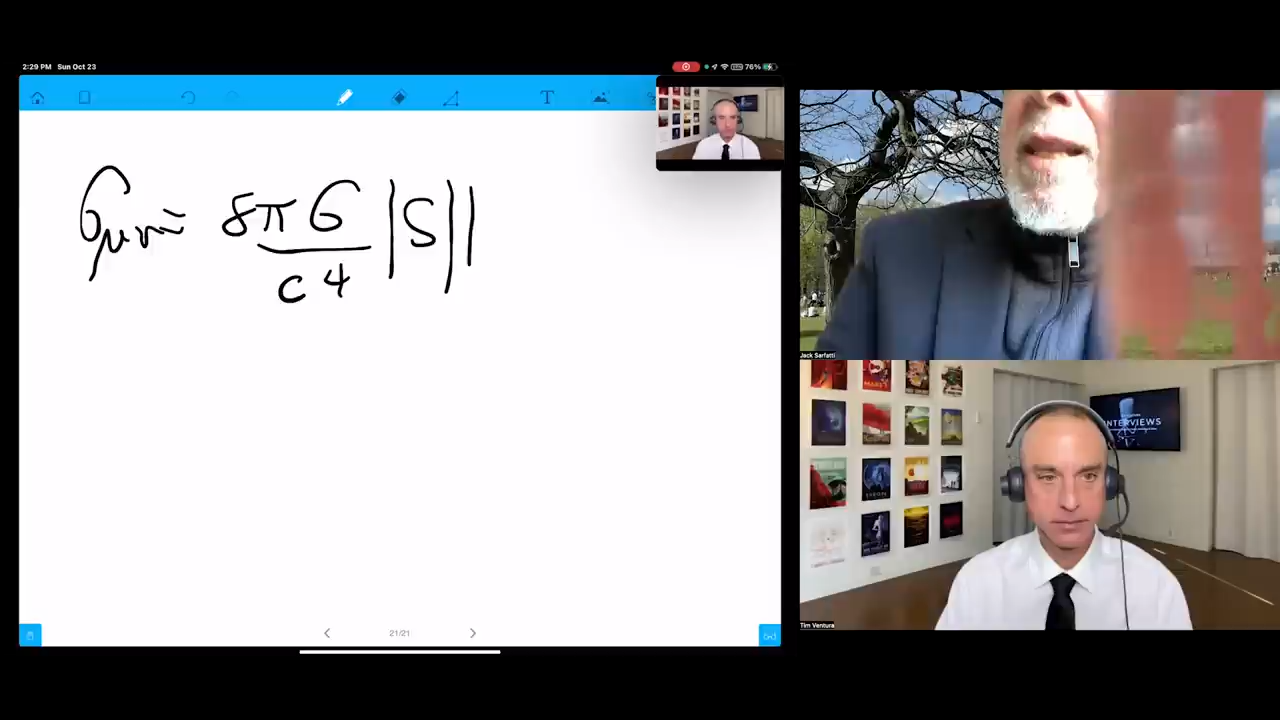 2:29 PM Sun Oct 23
76%
T
Gμν= 8πG |S||
c4
21/21
Jack Sarfatti
INTERVIEWS
Tim Ventura